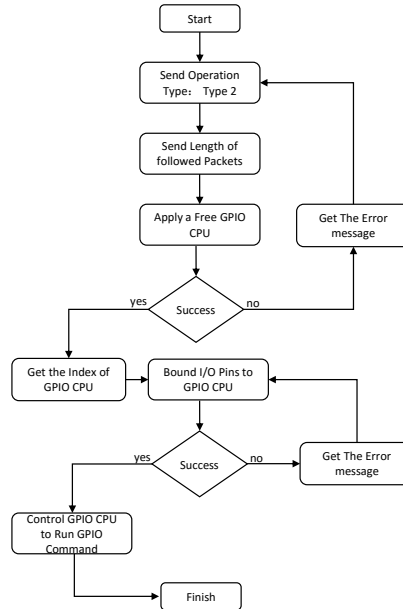 Start
Send Operation
Type： Type 2
Send Length of
followed Packets
Apply a Free GPIO
CPU
Get The Error
message
yes
Success
no
Get the Index of
GPIO CPU
Bound I/O Pins to
GPIO CPU
yes
Success
no
Get The Error
message
Control GPIO CPU
to Run GPIO
Command
Finish